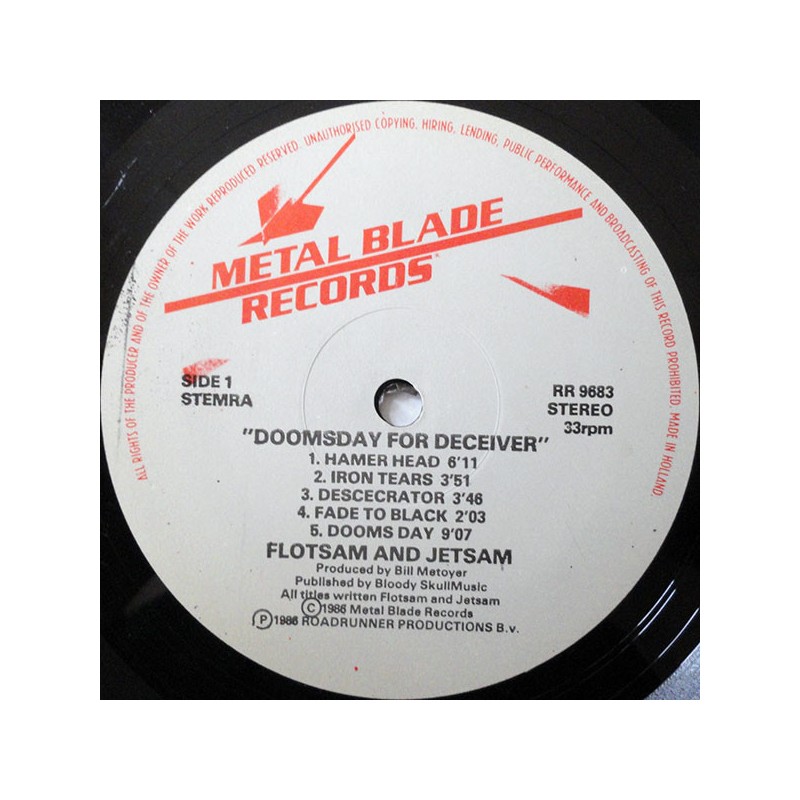 ALL RIGHTS OF THE PRODUCER AND OF THE OWNER OF THE WORK REPRODUCED RESERVED. UNAUTHORISED COPYING, HIRING, LENDING, PUBLIC PERFORMANCE AND BROADCASTING OF THIS RECORD PROHIBITED. MADE IN HOLLAND.
METAL BLADE
RECORDS
SIDE 1
STEMRA
RR 9683
STEREO
33rpm
"DOOMSDAY FOR DECEIVER"
1. HAMER HEAD 6'11
2. IRON TEARS 3'51
3. DESCECRATOR 3'46
4. FADE TO BLACK 2'03
5. DOOMS DAY 9'07
FLOTSAM AND JETSAM
Produced by Bill Metoyer
Published by Bloody SkullMusic
All titles written Flotsam and Jetsam
Ⓒ1986 Metal Blade Records
Ⓟ1986 ROADRUNNER PRODUCTIONS B.v.